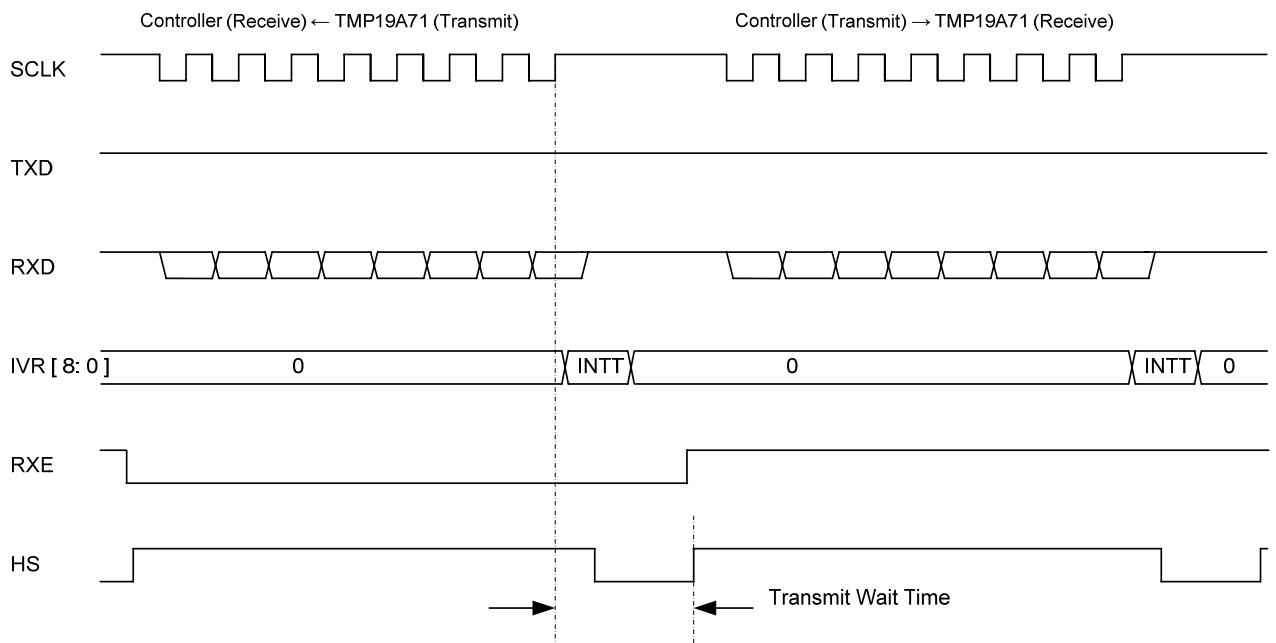 Controller (Receive) ← TMP19A71 (Transmit)
Controller (Transmit) → TMP19A71 (Receive)
SCLK
TXD
RXD
IVR [ 8: 0 ]
0
INTT
0
INTT
0
RXE
HS
Transmit Wait Time